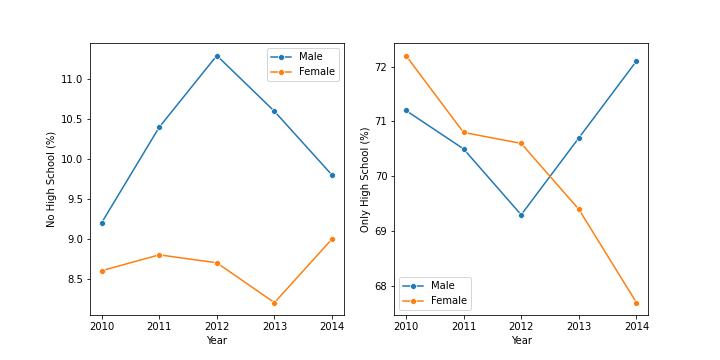 Male
Female
11.0
10.5
10.0
9.5
9.0
8.5
No High School (%)
2010 2011 2012 2013 2014
Year
72
71
70
69
68
Only High School (%)
Male
Female
2010 2011 2012 2013 2014
Year